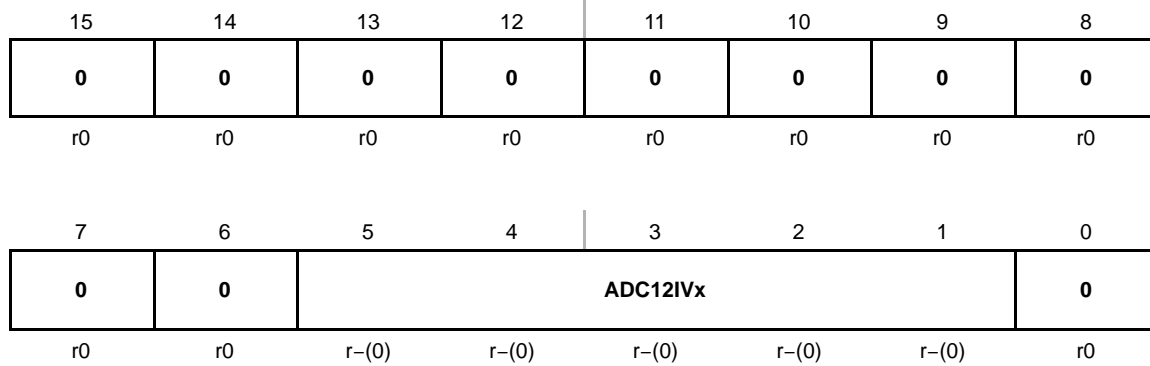 15 14 13 12 11 10 9 8
0 0 0 0 0 0 0 0
r0 r0 r0 r0 r0 r0 r0 r0
7 6 5 4 3 2 1 0
0 0 ADC12IVx 0
r0 r0 r−(0) r−(0) r−(0) r−(0) r−(0) r0